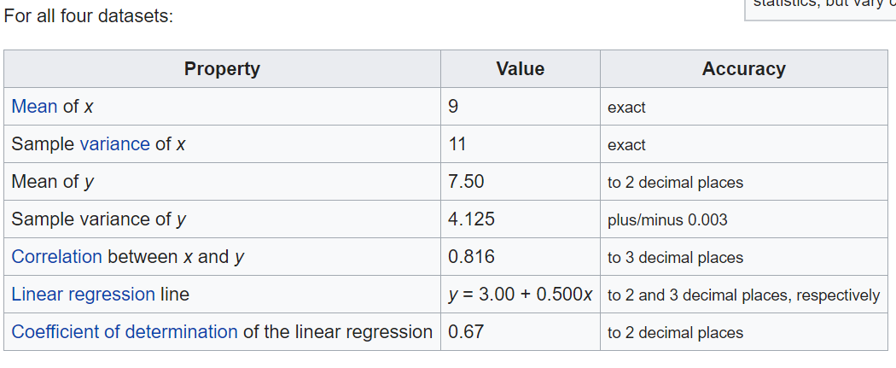 statistics, but vary
For all four datasets:
Property Value Accuracy
Mean of x 9 exact
Sample variance of x 11 exact
Mean of y 7.50 to 2 decimal places
Sample variance of y 4.125 plus/minus 0.003
Correlation between x and y 0.816 to 3 decimal places
Linear regression line y = 3.00 + 0.500x to 2 and 3 decimal places, respectively
Coefficient of determination of the linear regression 0.67 to 2 decimal places